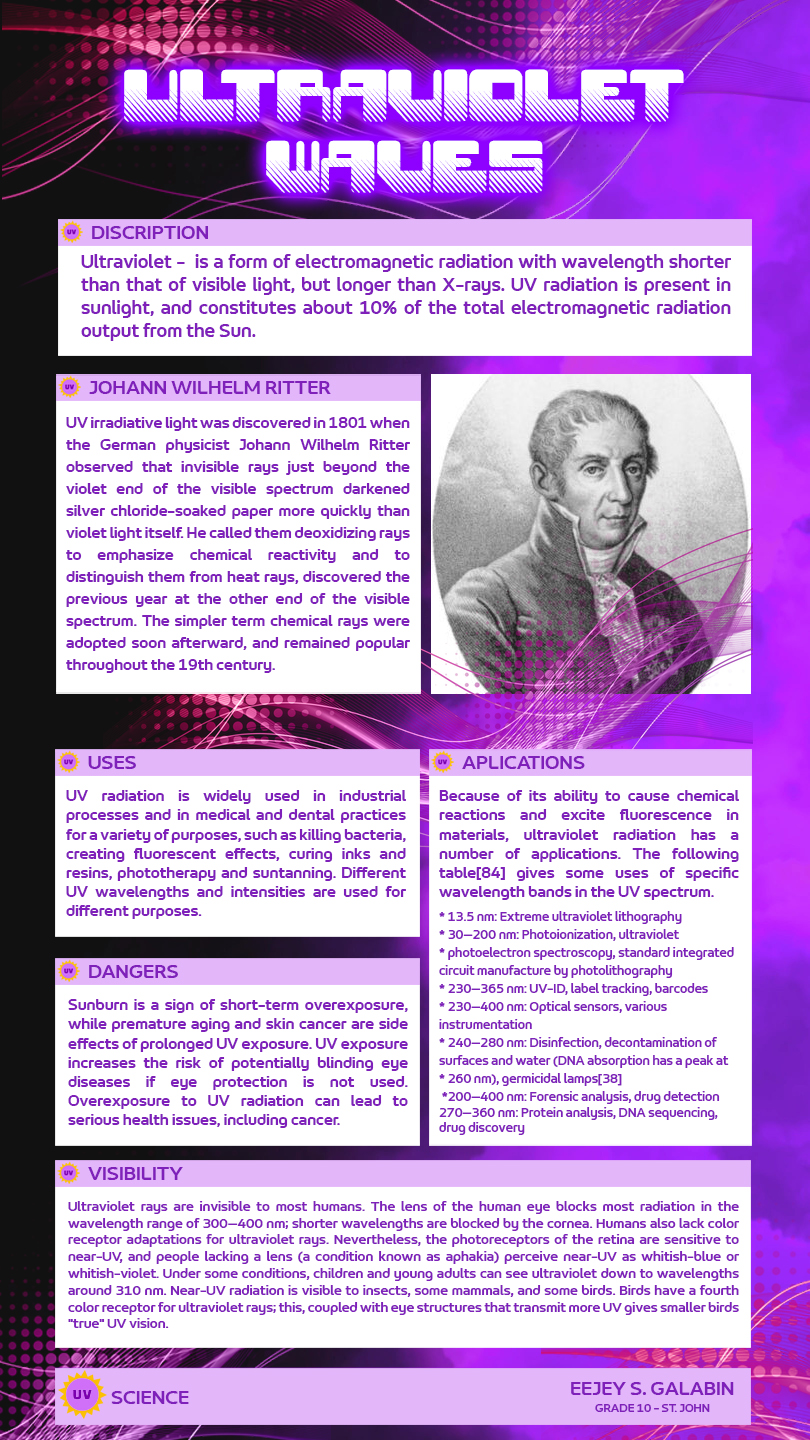 ULTRAVIOLET
WAVES
UV DISCRIPTION
Ultraviolet - is a form of electromagnetic radiation with wavelength shorter
than that of visible light, but longer than X-rays. UV radiation is present in
sunlight, and constitutes about 10% of the total electromagnetic radiation
output from the Sun.
UV JOHANN WILHELM RITTER
UV irradiative light was discovered in 1801 when
the German physicist Johann Wilhelm Ritter
observed that invisible rays just beyond the
violet end of the visible spectrum darkened
silver chloride-soaked paper more quickly than
violet light itself. He called them deoxidizing rays
to emphasize chemical reactivity and to
distinguish them from heat rays, discovered the
previous year at the other end of the visible
spectrum. The simpler term chemical rays were
adopted soon afterward, and remained popular
throughout the 19th century.
UV USES
UV radiation is widely used in industrial
processes and in medical and dental practices
for a variety of purposes, such as killing bacteria,
creating fluorescent effects, curing inks and
resins, phototherapy and suntanning. Different
UV wavelengths and intensities are used for
different purposes.
UV DANGERS
Sunburn is a sign of short-term overexposure,
while premature aging and skin cancer are side
effects of prolonged UV exposure. UV exposure
increases the risk of potentially blinding eye
diseases if eye protection is not used.
Overexposure to UV radiation can lead to
serious health issues, including cancer.
UV APLICATIONS
Because of its ability to cause chemical
reactions and excite fluorescence in
materials, ultraviolet radiation has a
number of applications. The following
table[84] gives some uses of specific
wavelength bands in the UV spectrum.
* 13.5 nm: Extreme ultraviolet lithography
* 30–200 nm: Photoionization, ultraviolet
* photoelectron spectroscopy, standard integrated
circuit manufacture by photolithography
* 230–365 nm: UV-ID, label tracking, barcodes
* 230–400 nm: Optical sensors, various
instrumentation
* 240–280 nm: Disinfection, decontamination of
surfaces and water (DNA absorption has a peak at
* 260 nm), germicidal lamps[38]
*200–400 nm: Forensic analysis, drug detection
270–360 nm: Protein analysis, DNA sequencing,
drug discovery
UV VISIBILITY
Ultraviolet rays are invisible to most humans. The lens of the human eye blocks most radiation in the
wavelength range of 300–400 nm; shorter wavelengths are blocked by the cornea. Humans also lack color
receptor adaptations for ultraviolet rays. Nevertheless, the photoreceptors of the retina are sensitive to
near-UV, and people lacking a lens (a condition known as aphakia) perceive near-UV as whitish-blue or
whitish-violet. Under some conditions, children and young adults can see ultraviolet down to wavelengths
around 310 nm. Near-UV radiation is visible to insects, some mammals, and some birds. Birds have a fourth
color receptor for ultraviolet rays; this, coupled with eye structures that transmit more UV gives smaller birds
"true" UV vision.
UV SCIENCE
EEJEY S. GALABIN
GRADE 10 - ST. JOHN